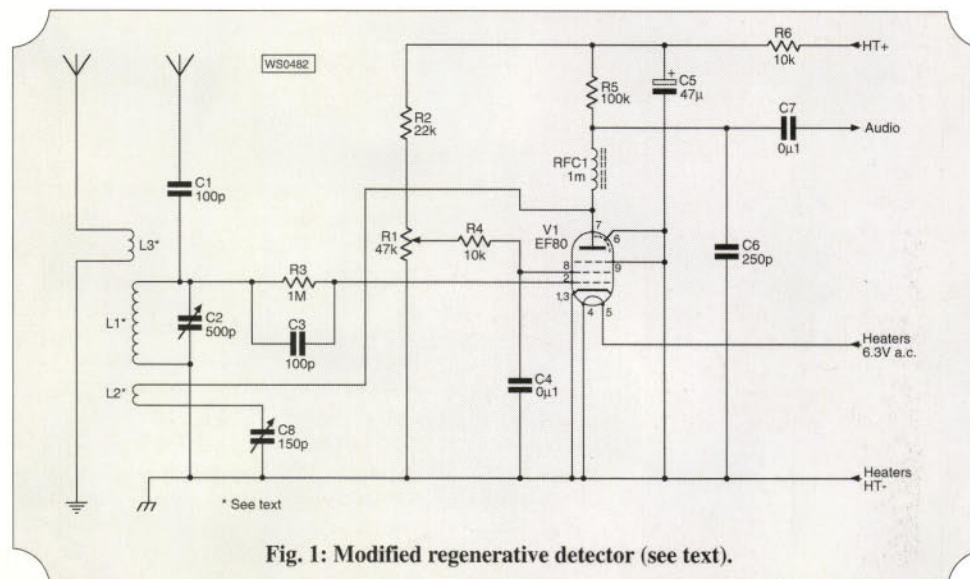 WS0482
R6
10k
HT+
C5
47µ
+
R5
100k
C7
0µ1
Audio
R2
22k
RFC1
1m
C1
100p
V1
EF80
7
6
R1
47k
R4
10k
L3*
8
9
2
C6
250p
R3
1M
1,3
4
5
L1*
C2
500p
C3
100p
Heaters
6.3V a.c.
L2*
C4
0µ1
C8
150p
Heaters
HT-
* See text
Fig. 1: Modified regenerative detector (see text).